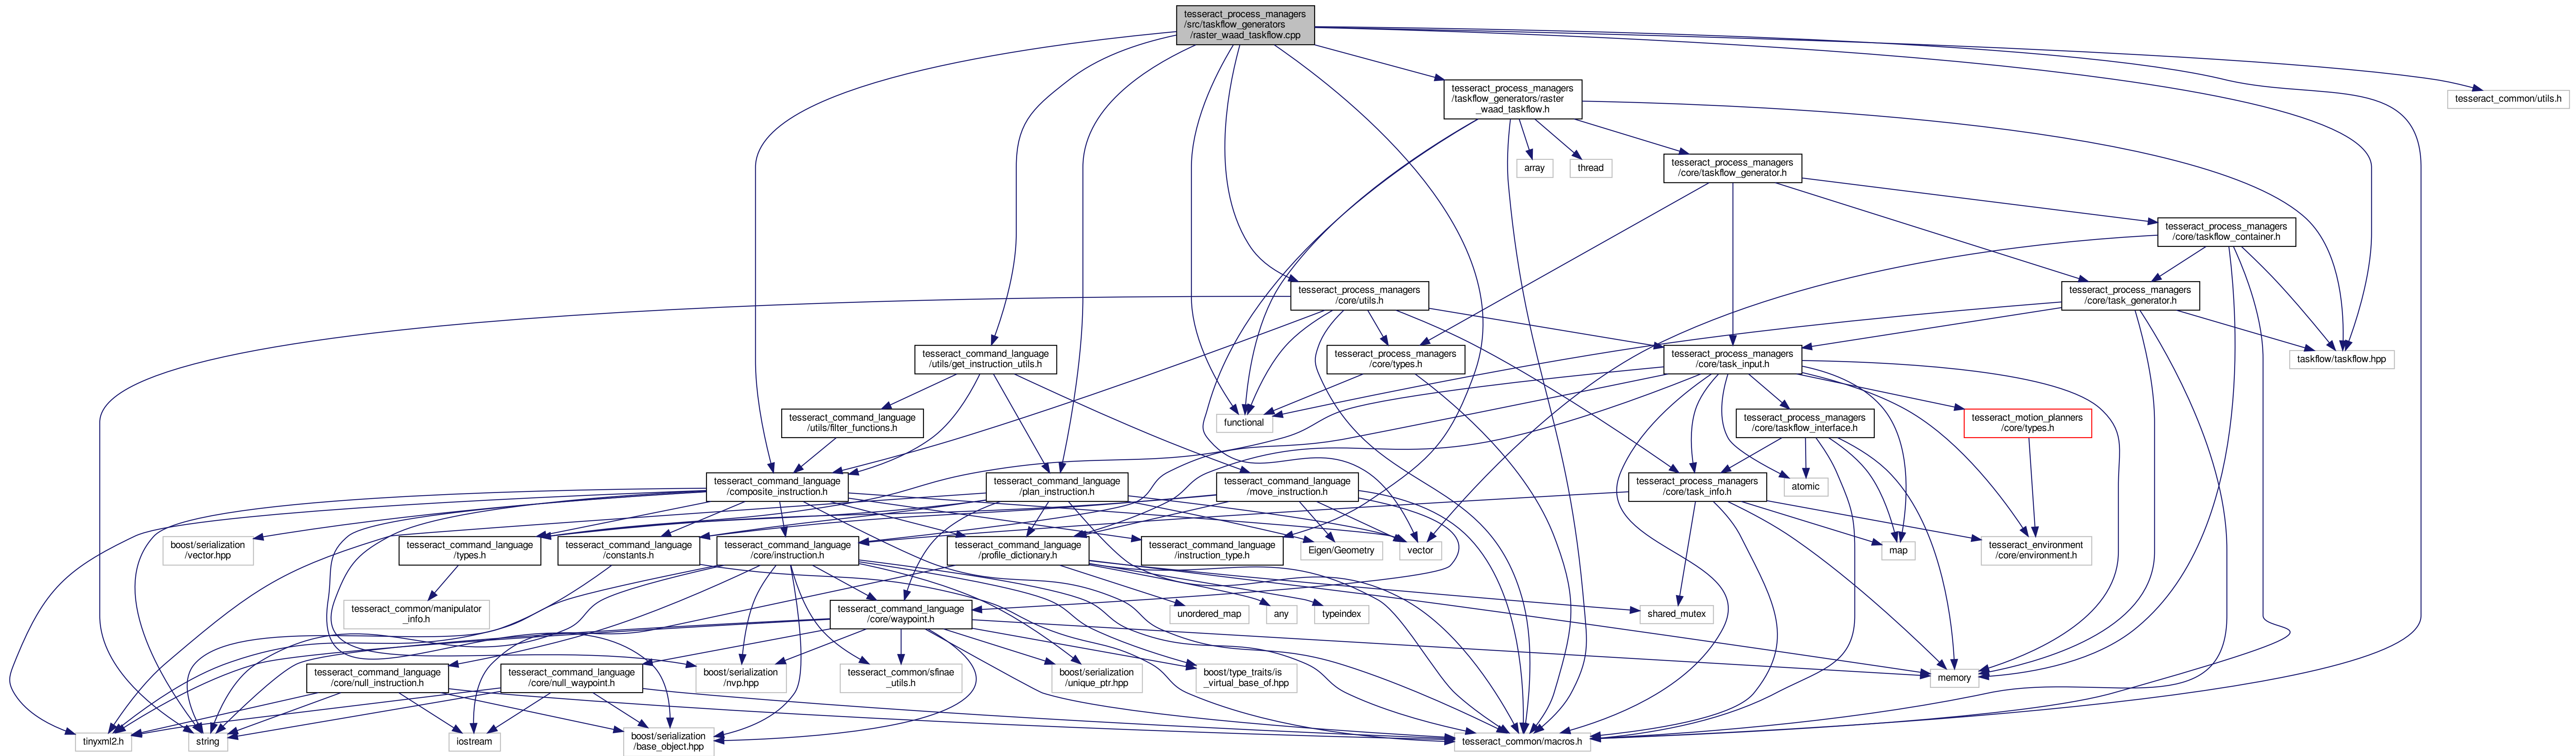 tesseract_process_managers
/src/taskflow_generators
/raster_waad_taskflow.cpp
tesseract_process_managers
/taskflow_generators/raster
_waad_taskflow.h
tesseract_common/utils.h
array
thread
tesseract_process_managers
/core/taskflow_generator.h
tesseract_process_managers
/core/taskflow_container.h
tesseract_process_managers
/core/utils.h
tesseract_process_managers
/core/task_generator.h
tesseract_command_language
/utils/get_instruction_utils.h
tesseract_process_managers
/core/types.h
tesseract_process_managers
/core/task_input.h
taskflow/taskflow.hpp
tesseract_command_language
/utils/filter_functions.h
functional
tesseract_process_managers
/core/taskflow_interface.h
tesseract_motion_planners
/core/types.h
tesseract_command_language
/composite_instruction.h
tesseract_command_language
/plan_instruction.h
tesseract_command_language
/move_instruction.h
tesseract_process_managers
/core/task_info.h
atomic
boost/serialization
/vector.hpp
tesseract_command_language
/types.h
tesseract_command_language
/constants.h
tesseract_command_language
/core/instruction.h
tesseract_command_language
/profile_dictionary.h
tesseract_command_language
/instruction_type.h
Eigen/Geometry
vector
map
tesseract_environment
/core/environment.h
tesseract_common/manipulator
_info.h
tesseract_command_language
/core/waypoint.h
unordered_map
any
typeindex
shared_mutex
tesseract_command_language
/core/null_instruction.h
tesseract_command_language
/core/null_waypoint.h
boost/serialization
/nvp.hpp
tesseract_common/sfinae
_utils.h
boost/serialization
/unique_ptr.hpp
boost/type_traits/is
_virtual_base_of.hpp
memory
tinyxml2.h
string
iostream
boost/serialization
/base_object.hpp
tesseract_common/macros.h